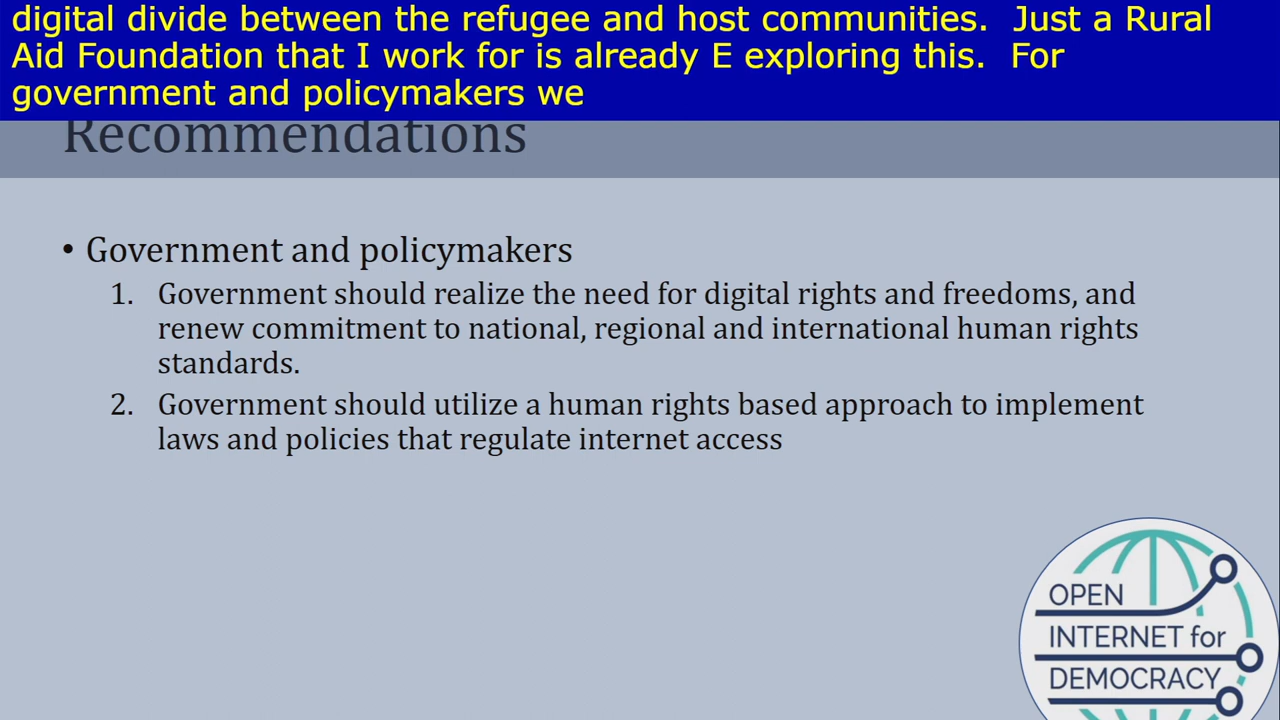 digital divide between the refugee and host communities.  Just a Rural
Aid Foundation that I work for is already E exploring this.  For
government and policymakers we
Recommendations
• Government and policymakers
1. Government should realize the need for digital rights and freedoms, and
renew commitment to national, regional and international human rights
standards.
2. Government should utilize a human rights based approach to implement
laws and policies that regulate internet access
OPEN
INTERNET for
DEMOCRACY